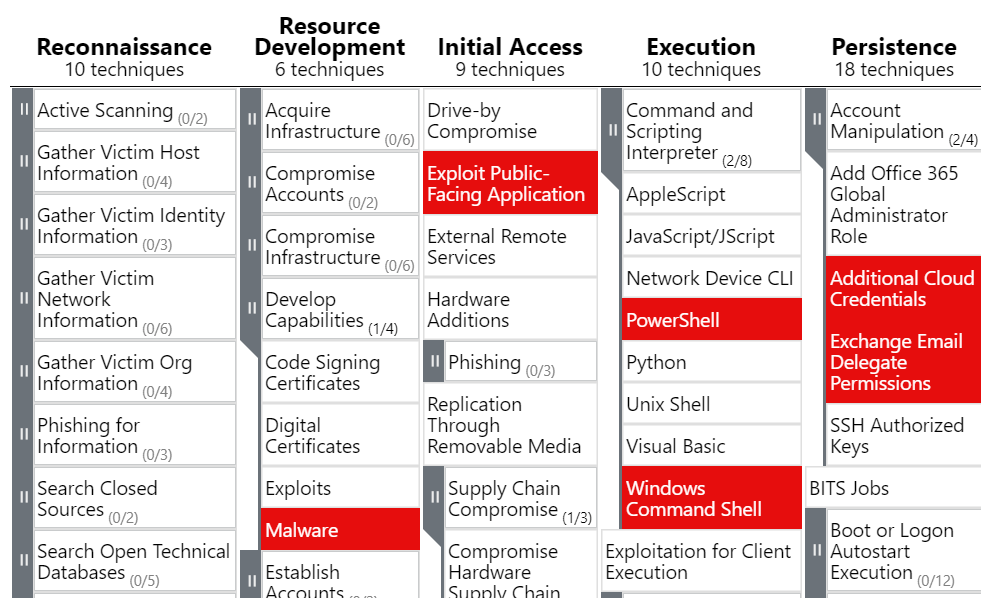 Reconnaissance
10 techniques
Active Scanning (0/2)
Gather Victim Host
Information (0/4)
Gather Victim Identity
Information (0/3)
Gather Victim
Network
Information (0/6)
Gather Victim Org
Information (0/4)
Phishing for
Information (0/3)
Search Closed
Sources (0/2)
Search Open Technical
Databases (0/5)
Resource
Development
6 techniques
Acquire
Infrastructure (0/6)
Compromise
Accounts (0/2)
Compromise
Infrastructure (0/6)
Develop
Capabilities (1/4)
Code Signing
Certificates
Digital
Certificates
Exploits
Malware
Establish
Accounts
Initial Access
9 techniques
Drive-by
Compromise
Exploit Public-
Facing Application
External Remote
Services
Hardware
Additions
Phishing (0/3)
Replication
Through
Removable Media
Supply Chain
Compromise (1/3)
Compromise
Hardware
Supply Chain
Execution
10 techniques
Command and
Scripting
Interpreter (2/8)
AppleScript
JavaScript/JScript
Network Device CLI
PowerShell
Python
Unix Shell
Visual Basic
Windows
Command Shell
Exploitation for Client
Execution
Persistence
18 techniques
Account
Manipulation (2/4)
Add Office 365
Global
Administrator
Role
Additional Cloud
Credentials
Exchange Email
Delegate
Permissions
SSH Authorized
Keys
BITS Jobs
Boot or Logon
Autostart
Execution (0/12)